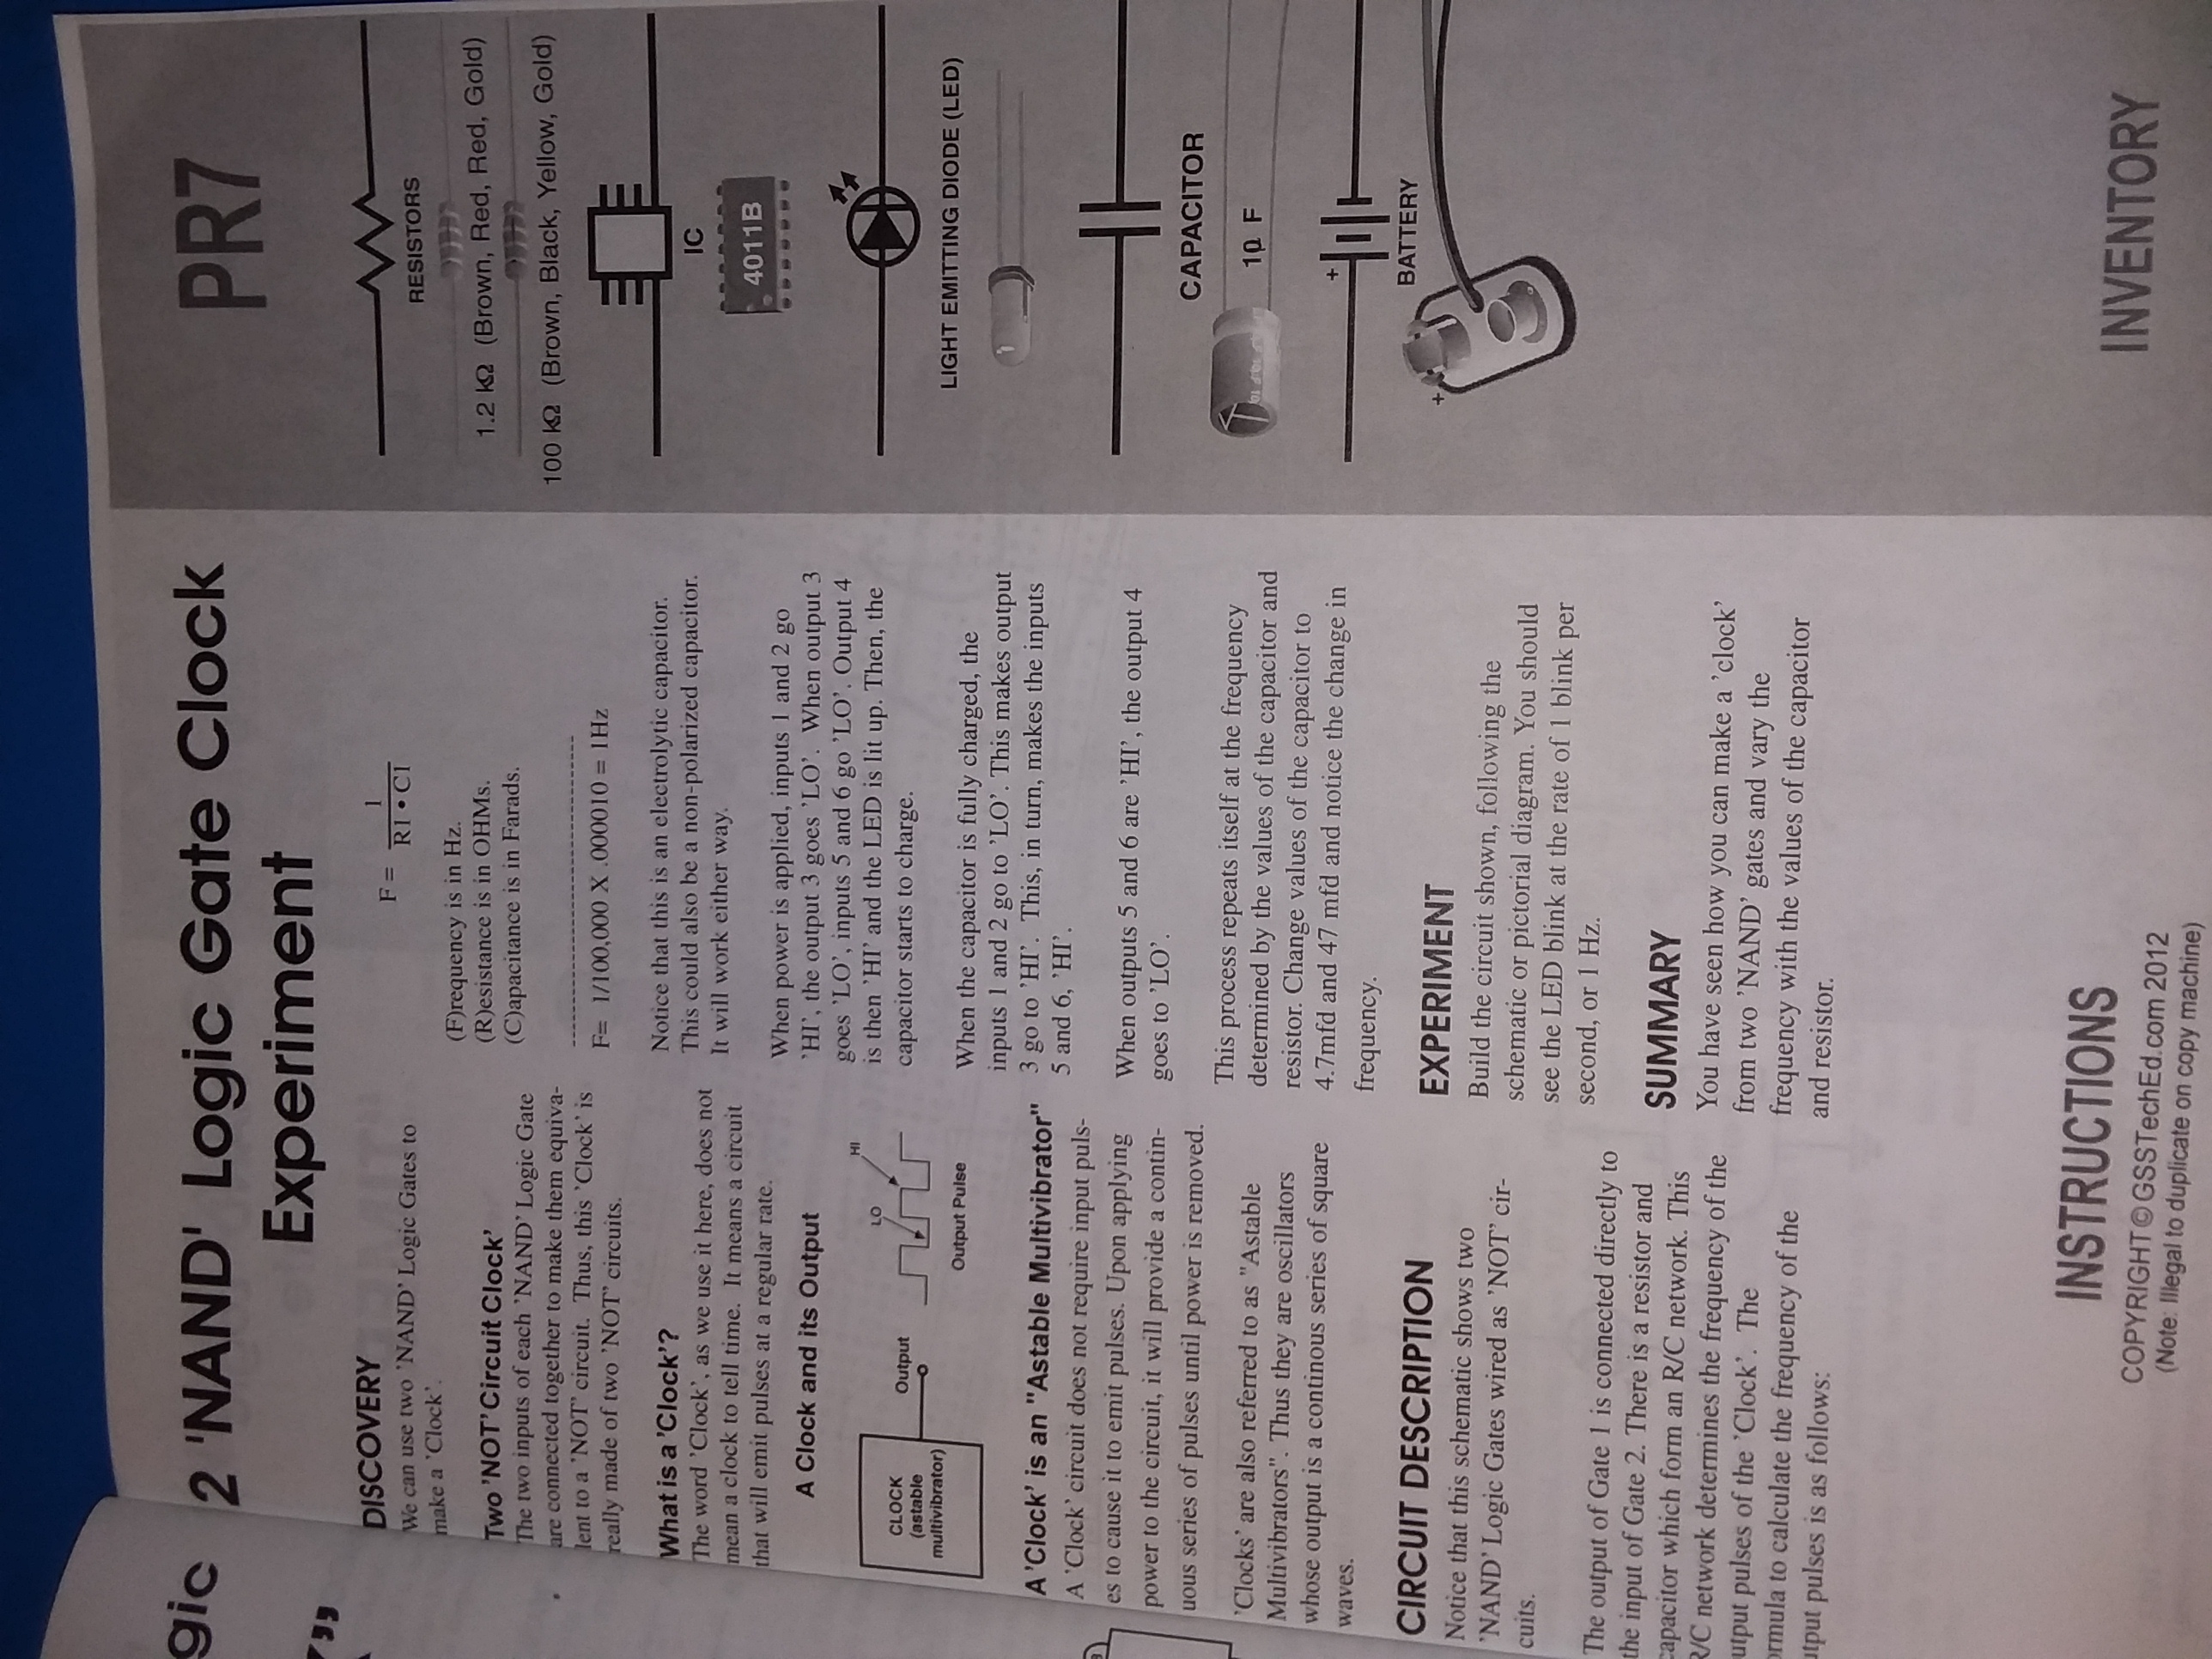 gic
”
2 'NAND' Logic Gate Clock
Experiment
DISCOVERY
We can use two 'NAND' Logic Gates to
make a 'Clock'.
Two 'NOT' Circuit Clock'
The two inputs of each 'NAND' Logic Gate
are connected together to make them equiva-
lent to a 'NOT' circuit. Thus, this 'Clock' is
really made of two 'NOT' circuits.
What is a 'Clock'?
The word 'Clock', as we use it here, does not
mean a clock to tell time. It means a circuit
that will emit pulses at a regular rate.
A Clock and its Output
CLOCK
(astable
multivibrator)
Output
LO
HI
Output Pulse
A 'Clock' is an "Astable Multivibrator"
A 'Clock' circuit does not require input puls-
es to cause it to emit pulses. Upon applying
power to the circuit, it will provide a contin-
uous series of pulses until power is removed.
'Clocks' are also referred to as "Astable
Multivibrators". Thus they are oscillators
whose output is a continous series of square
waves.
CIRCUIT DESCRIPTION
Notice that this schematic shows two
'NAND' Logic Gates wired as 'NOT' cir-
cuits.
The output of Gate 1 is connected directly to
the input of Gate 2. There is a resistor and
capacitor which form an R/C network. This
R/C network determines the frequency of the
utput pulses of the 'Clock'. The
ormula to calculate the frequency of the
utput pulses is as follows:
F = 1
R1 • C1
(F)requency is in Hz.
(R)esistance is in OHMs.
(C)apacitance is in Farads.
------------------------------------
F= 1/100,000 X .000010 = 1Hz
Notice that this is an electrolytic capacitor.
This could also be a non-polarized capacitor.
It will work either way.
When power is applied, inputs 1 and 2 go
'HI', the output 3 goes 'LO'. When output 3
goes 'LO', inputs 5 and 6 go 'LO'. Output 4
is then 'HI' and the LED is lit up. Then, the
capacitor starts to charge.
When the capacitor is fully charged, the
inputs 1 and 2 go to 'LO'. This makes output
3 go to 'HI'. This, in turn, makes the inputs
5 and 6, 'HI'.
When outputs 5 and 6 are 'HI', the output 4
goes to 'LO'.
This process repeats itself at the frequency
determined by the values of the capacitor and
resistor. Change values of the capacitor to
4.7mfd and 47 mfd and notice the change in
frequency.
EXPERIMENT
Build the circuit shown, following the
schematic or pictorial diagram. You should
see the LED blink at the rate of 1 blink per
second, or 1 Hz.
SUMMARY
You have seen how you can make a 'clock'
from two 'NAND' gates and vary the
frequency with the values of the capacitor
and resistor.
INSTRUCTIONS
COPYRIGHT © GSSTechEd.com 2012
(Note: Illegal to duplicate on copy machine)
PR7
RESISTORS
1.2 kΩ (Brown, Red, Red, Gold)
100 kΩ (Brown, Black, Yellow, Gold)
IC
4011B
LIGHT EMITTING DIODE (LED)
CAPACITOR
10µ F
+
BATTERY
+
INVENTORY